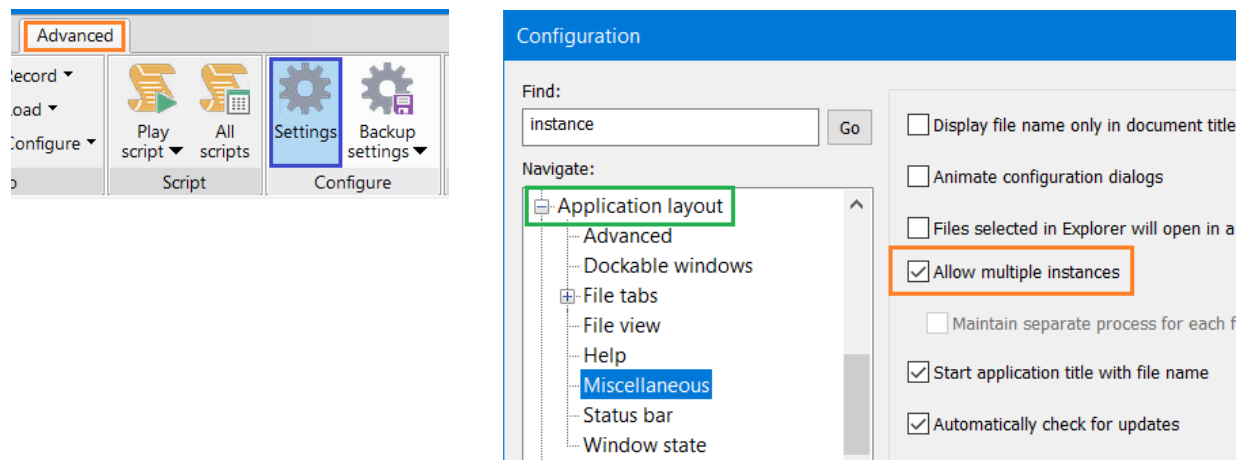 Advanced
Record
Load
Configure
Play
script
All
scripts
Settings
Backup
settings
Script
Configure
Configuration
Find:
instance
Go
Navigate:
Application layout
Advanced
Dockable windows
File tabs
File view
Help
Miscellaneous
Status bar
Window state
Display file name only in document title
Animate configuration dialogs
Files selected in Explorer will open in a
Allow multiple instances
Maintain separate process for each f
Start application title with file name
Automatically check for updates